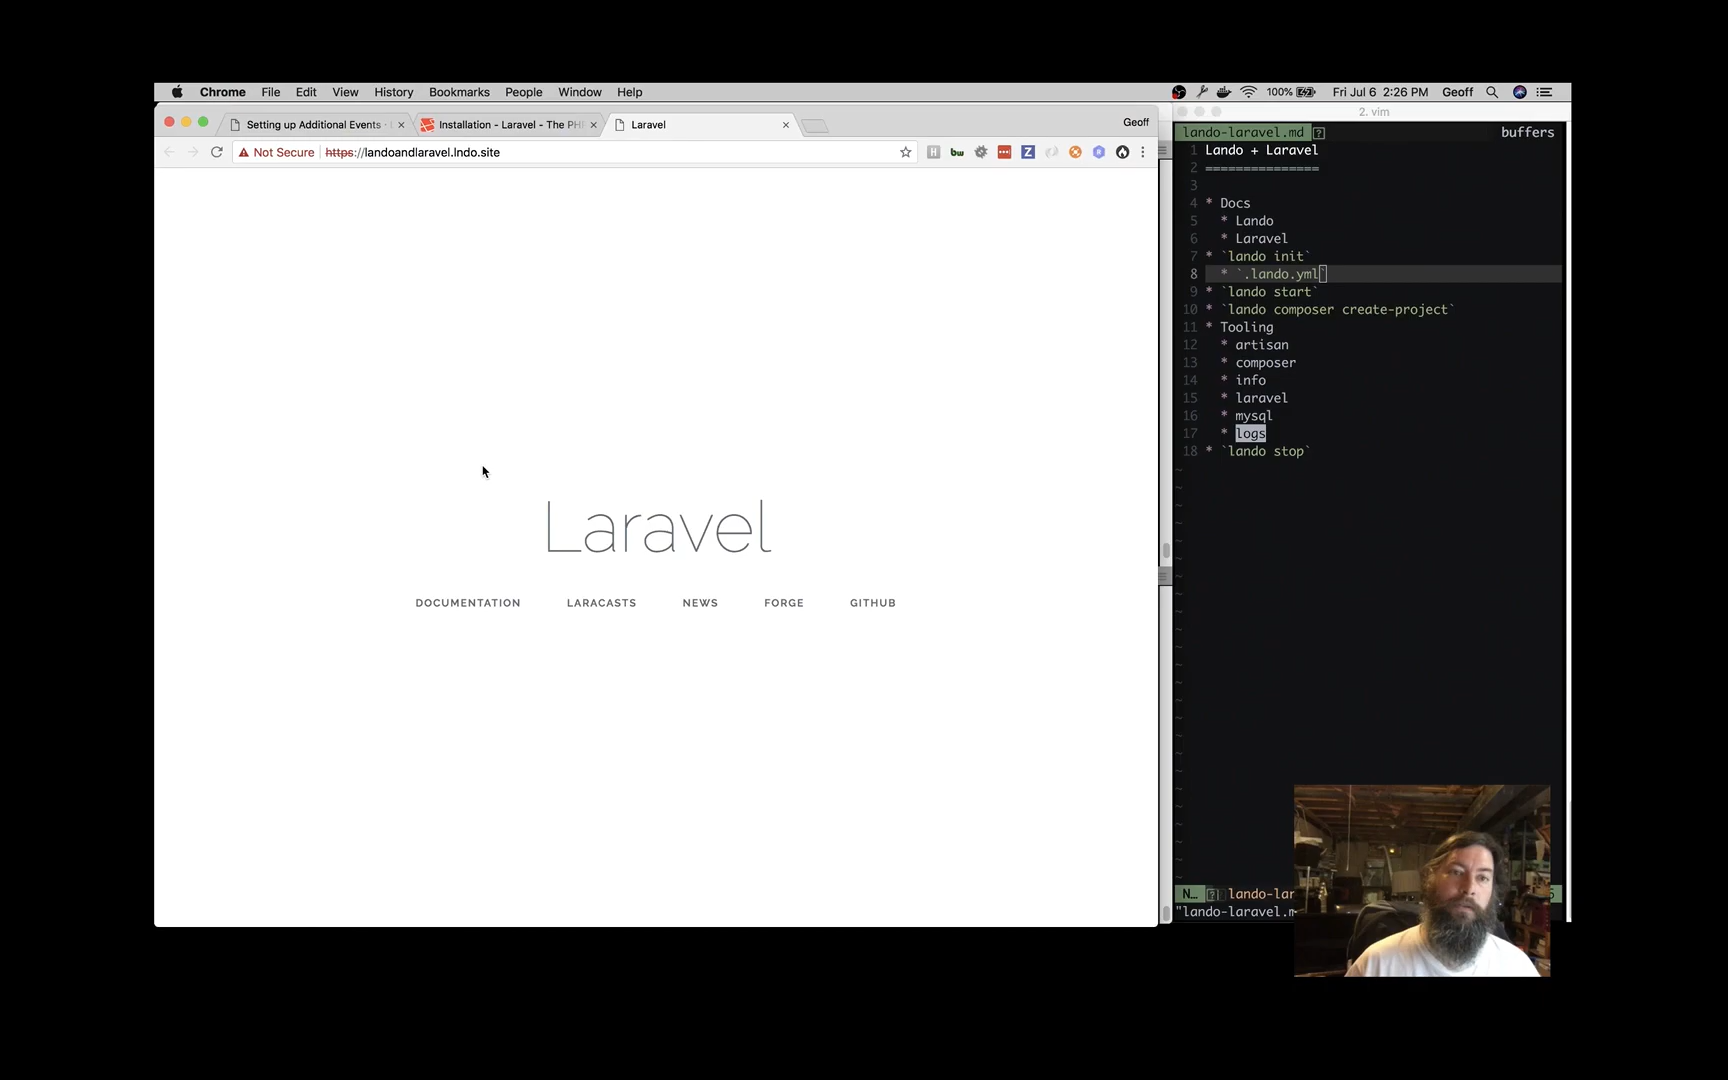 Chrome File Edit View History Bookmarks People Window Help
100% Fri Jul 6 2:26 PM Geoff
Setting up Additional Events ·
Installation - Laravel - The PH
Laravel
Geoff
Not Secure https://landoandlaravel.lndo.site
Laravel
DOCUMENTATION LARACASTS NEWS FORGE GITHUB
2. vim
lando-laravel.md buffers
1 Lando + Laravel
2 ===============
3
4 * Docs
5 * Lando
6 * Laravel
7 * `lando init`
8 * `.lando.yml`
9 * `lando start`
10 * `lando composer create-project`
11 * Tooling
12 * artisan
13 * composer
14 * info
15 * laravel
16 * mysql
17 * logs
18 * `lando stop`
N… lando-lar
"lando-laravel.m